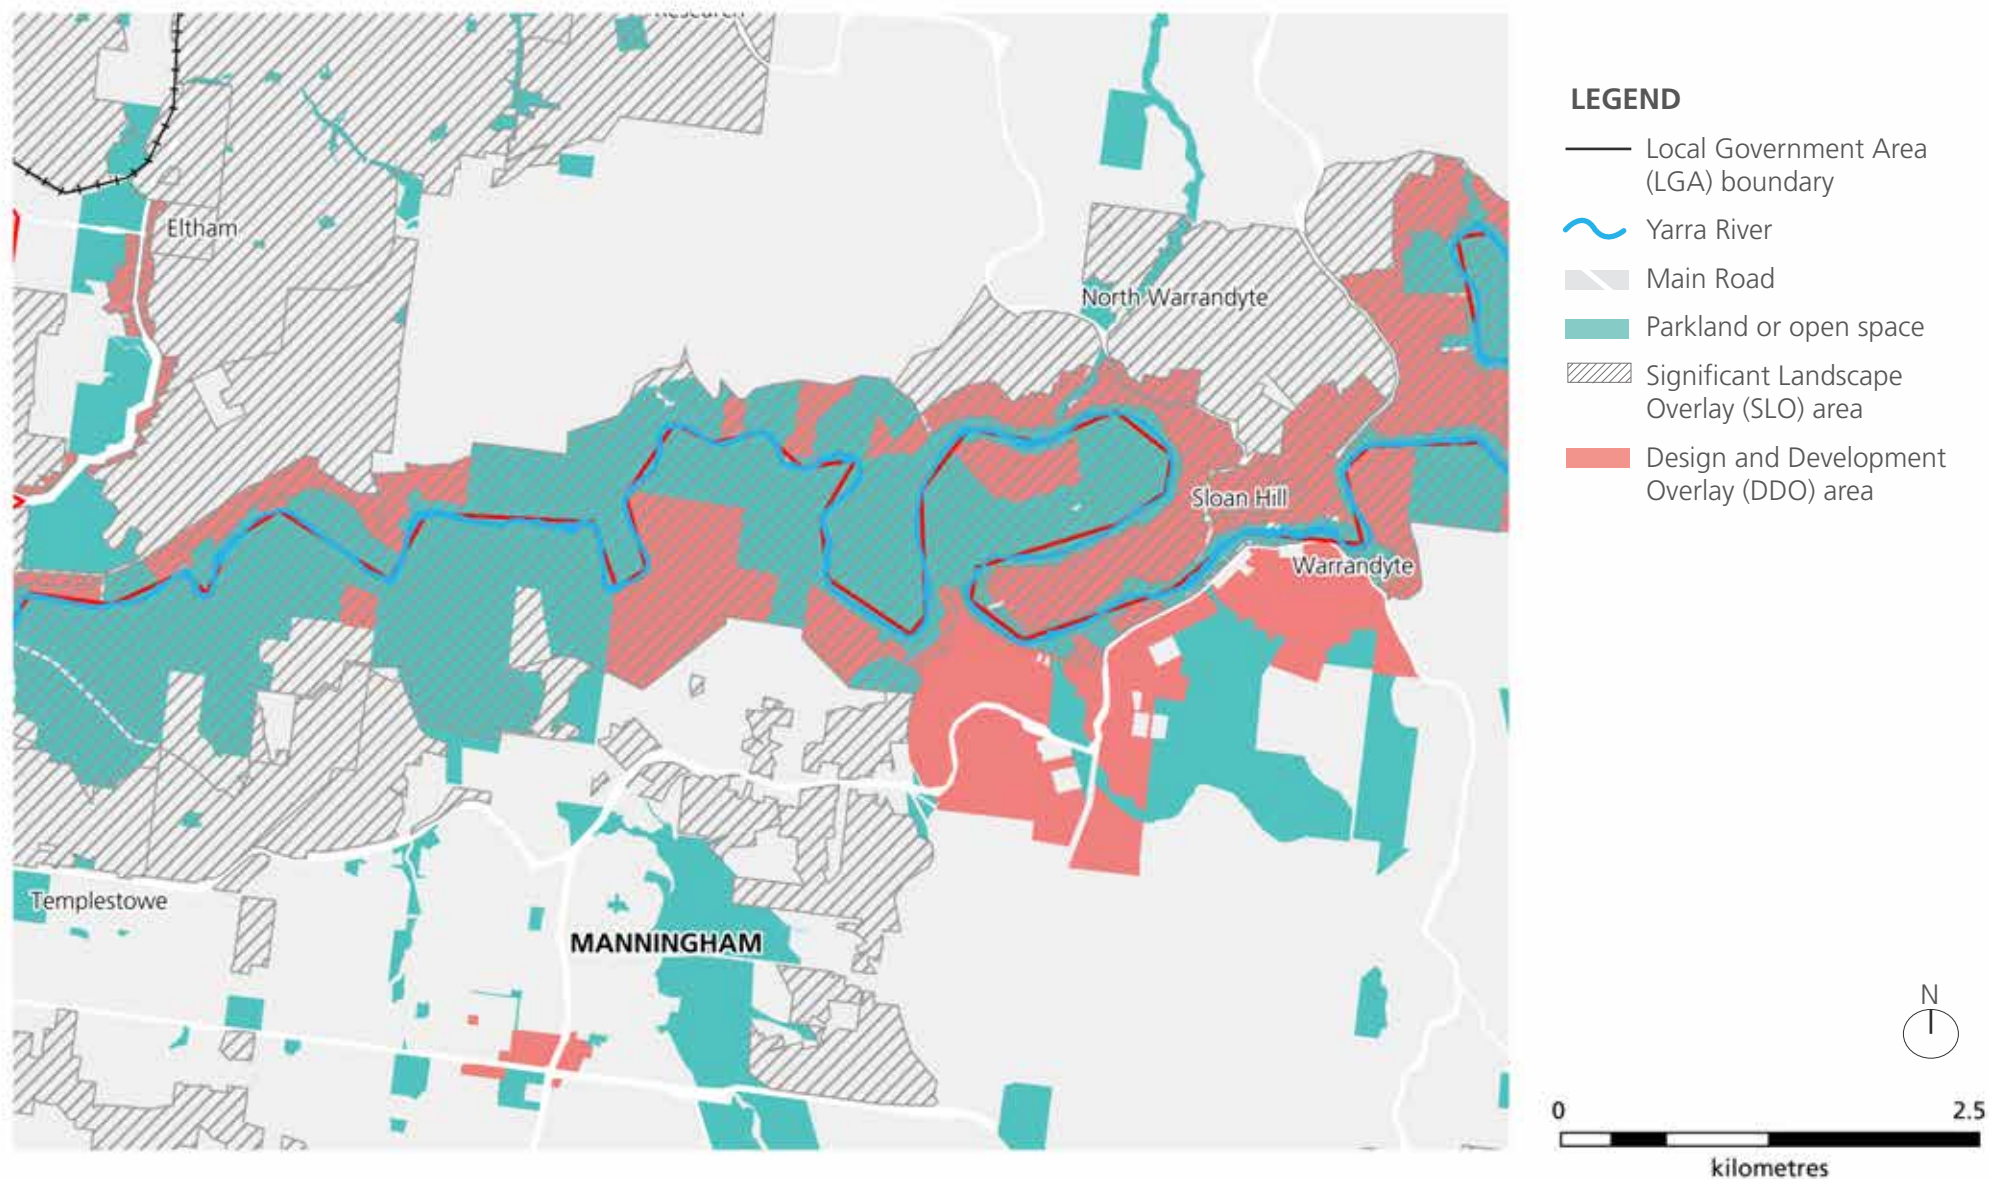 Research
Eltham
North Warrandyte
Sloan Hill
Warrandyte
Templestowe
MANNINGHAM
LEGEND
Local Government Area
(LGA) boundary
Yarra River
Main Road
Parkland or open space
Significant Landscape
Overlay (SLO) area
Design and Development
Overlay (DDO) area
N
0 2.5
kilometres